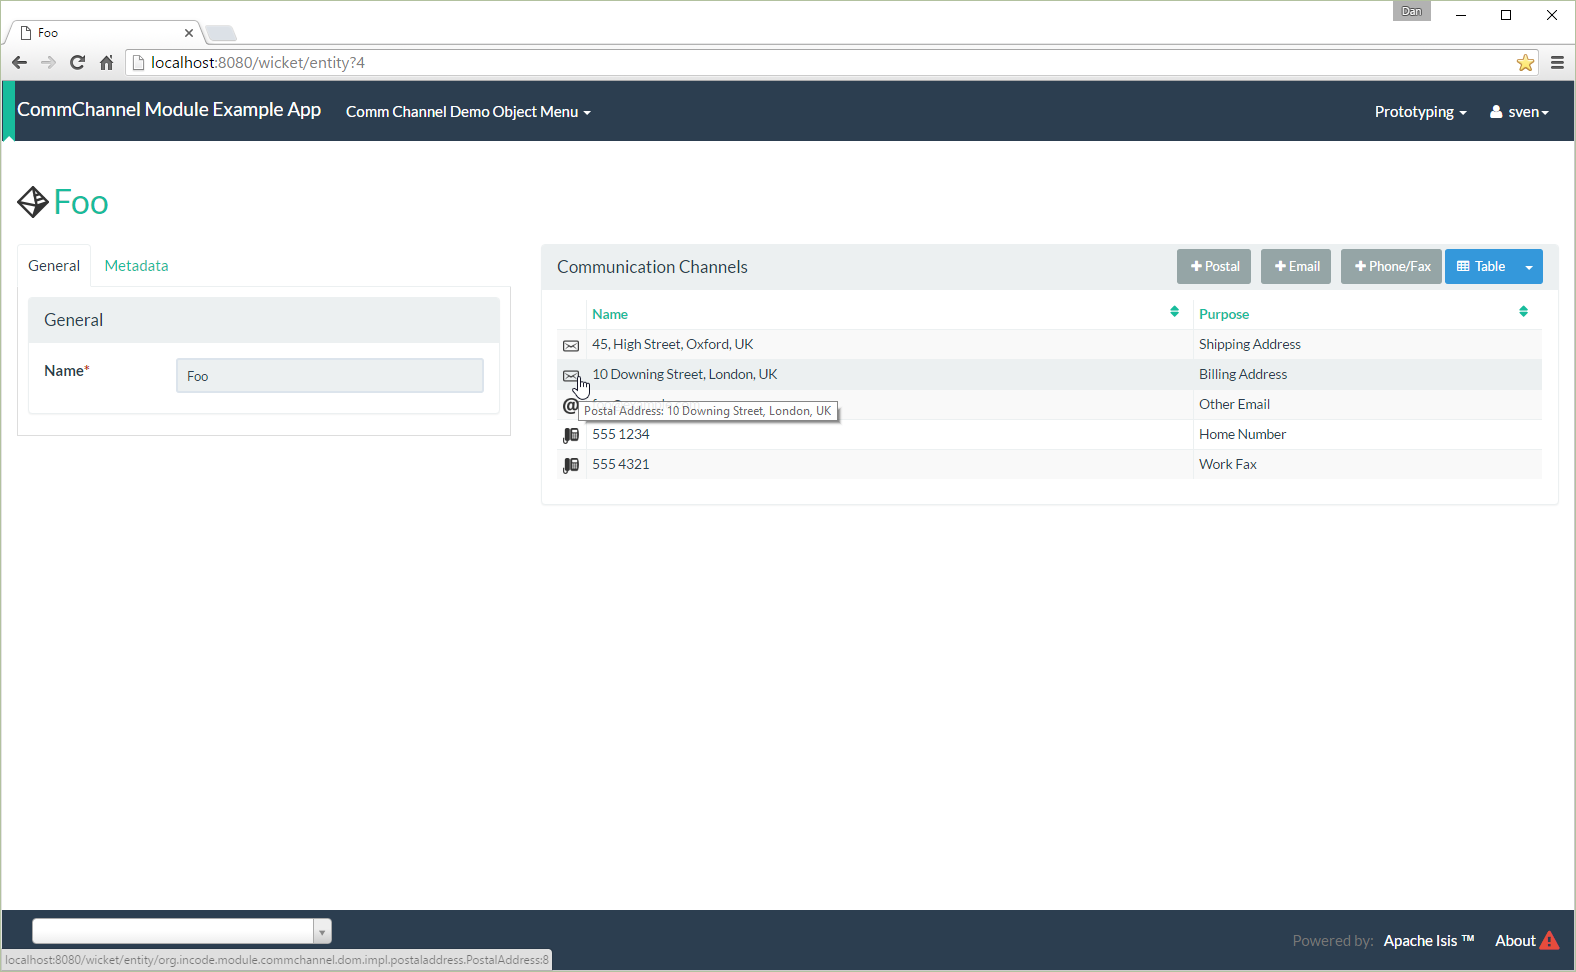 Dan
Foo
localhost:8080/wicket/entity?4
CommChannel Module Example App Comm Channel Demo Object Menu Prototyping sven
Foo
General Metadata
General
Name*
Foo
Communication Channels Postal Email Phone/Fax Table
Name Purpose
45, High Street, Oxford, UK Shipping Address
10 Downing Street, London, UK Billing Address
@ Other Email
Postal Address: 10 Downing Street, London, UK
555 1234 Home Number
555 4321 Work Fax
Powered by: Apache Isis ™ About
localhost:8080/wicket/entity/org.incode.module.commchannel.dom.impl.postaladdress.PostalAddress:8